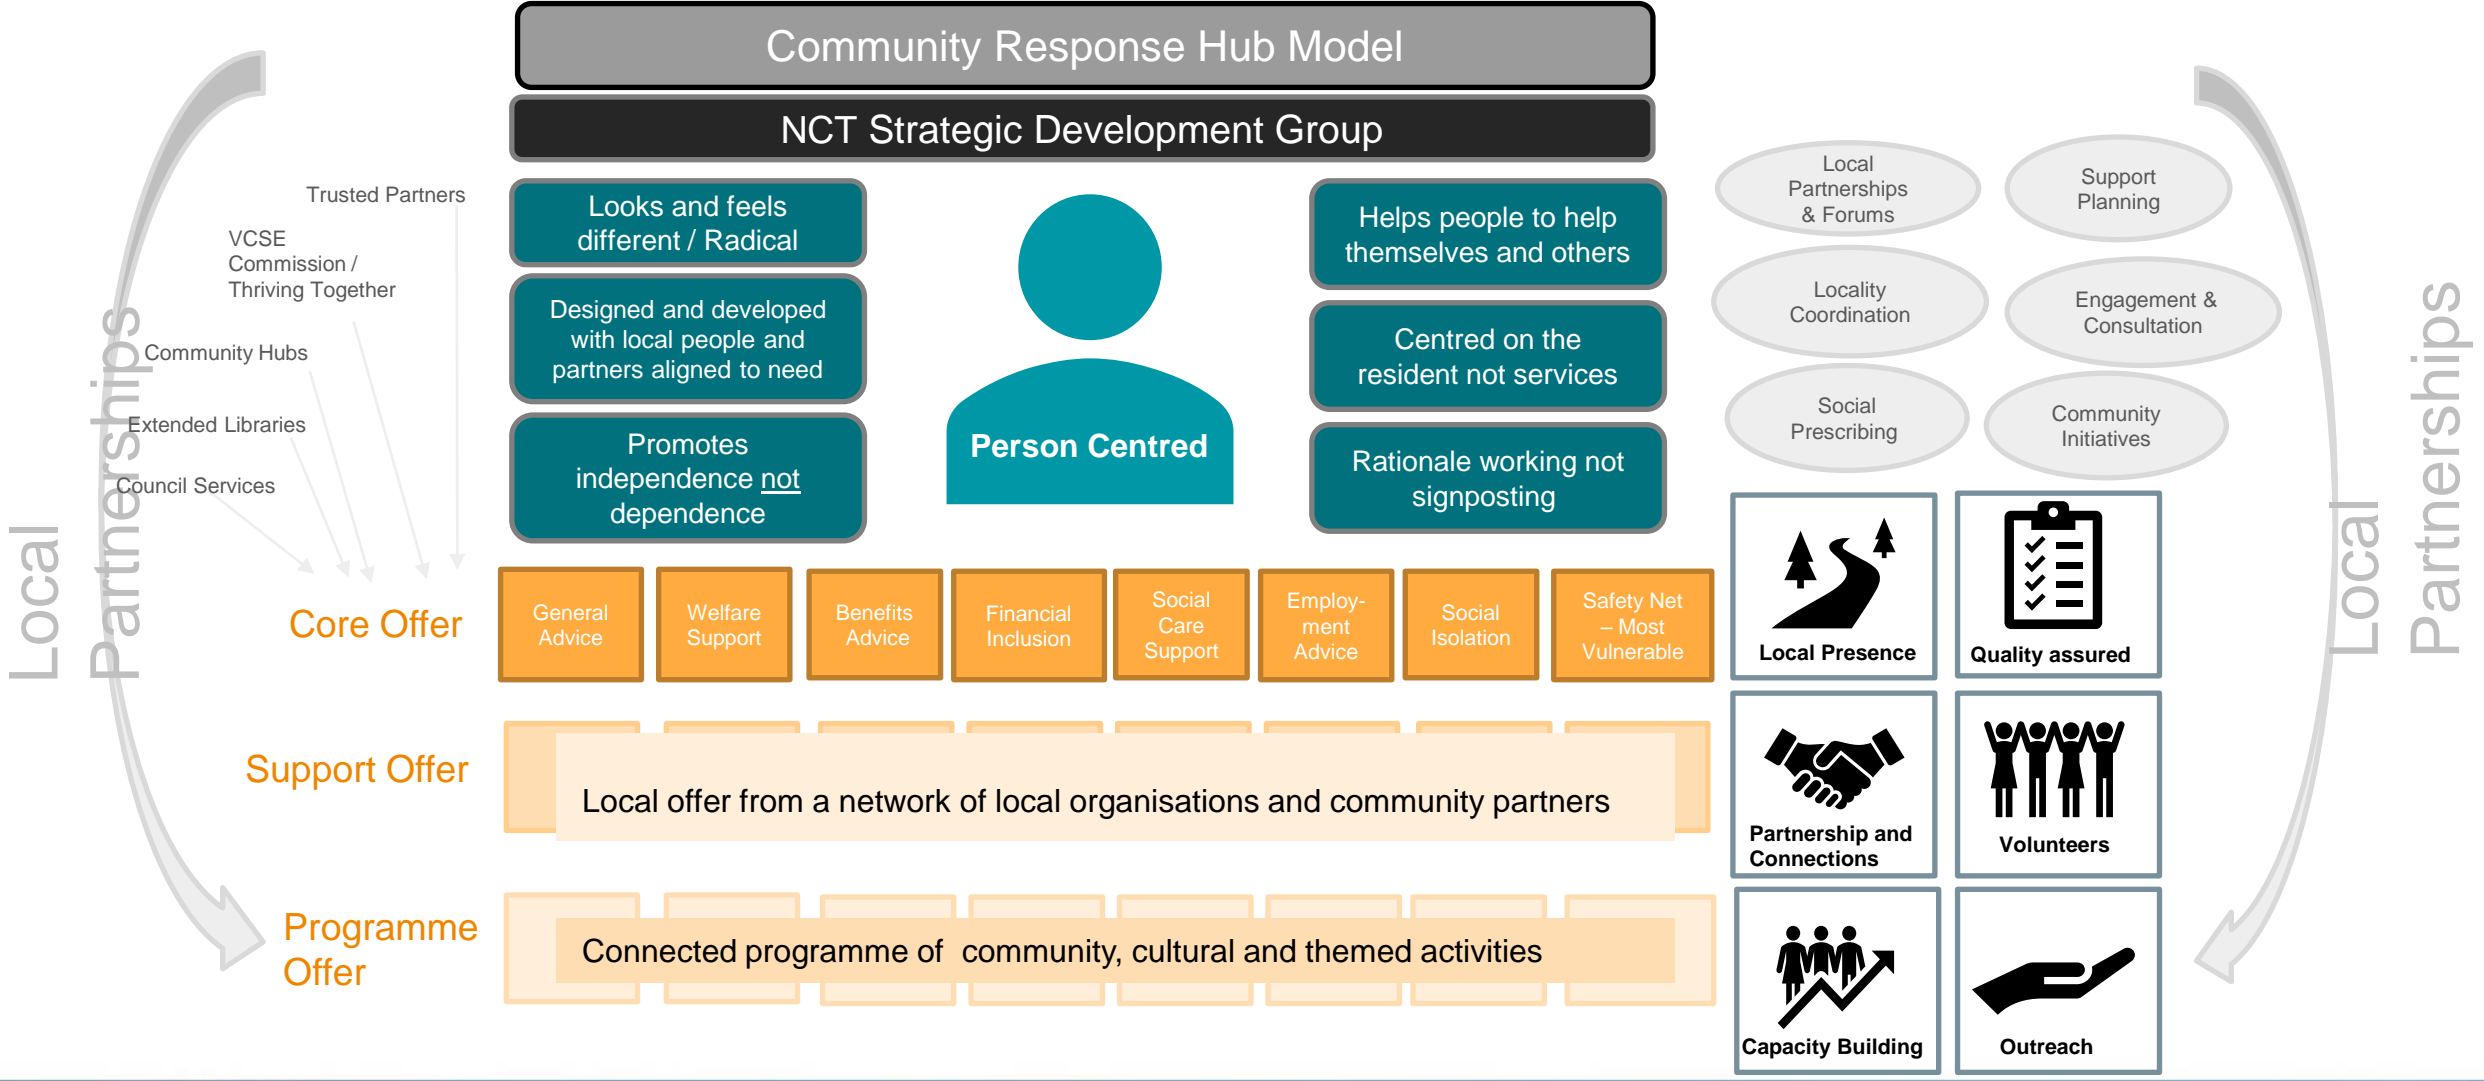 Community Response Hub Model
NCT Strategic Development Group
Local
Partnerships
Trusted Partners
VCSE
Commission /
Thriving Together
Community Hubs
Extended Libraries
Council Services
Looks and feels
different / Radical
Designed and developed
with local people and
partners aligned to need
Promotes
independence not
dependence
Person Centred
Helps people to help
themselves and others
Centred on the
resident not services
Rationale working not
signposting
Local
Partnerships
& Forums
Support
Planning
Locality
Coordination
Engagement &
Consultation
Social
Prescribing
Community
Initiatives
Local
Partnerships
Core Offer
General
Advice
Welfare
Support
Benefits
Advice
Financial
Inclusion
Social
Care
Support
Employ-
ment
Advice
Social
Isolation
Safety Net
– Most
Vulnerable
Support Offer
Local offer from a network of local organisations and community partners
Programme
Offer
Connected programme of  community, cultural and themed activities
Local Presence
Quality assured
Partnership and
Connections
Volunteers
Capacity Building
Outreach